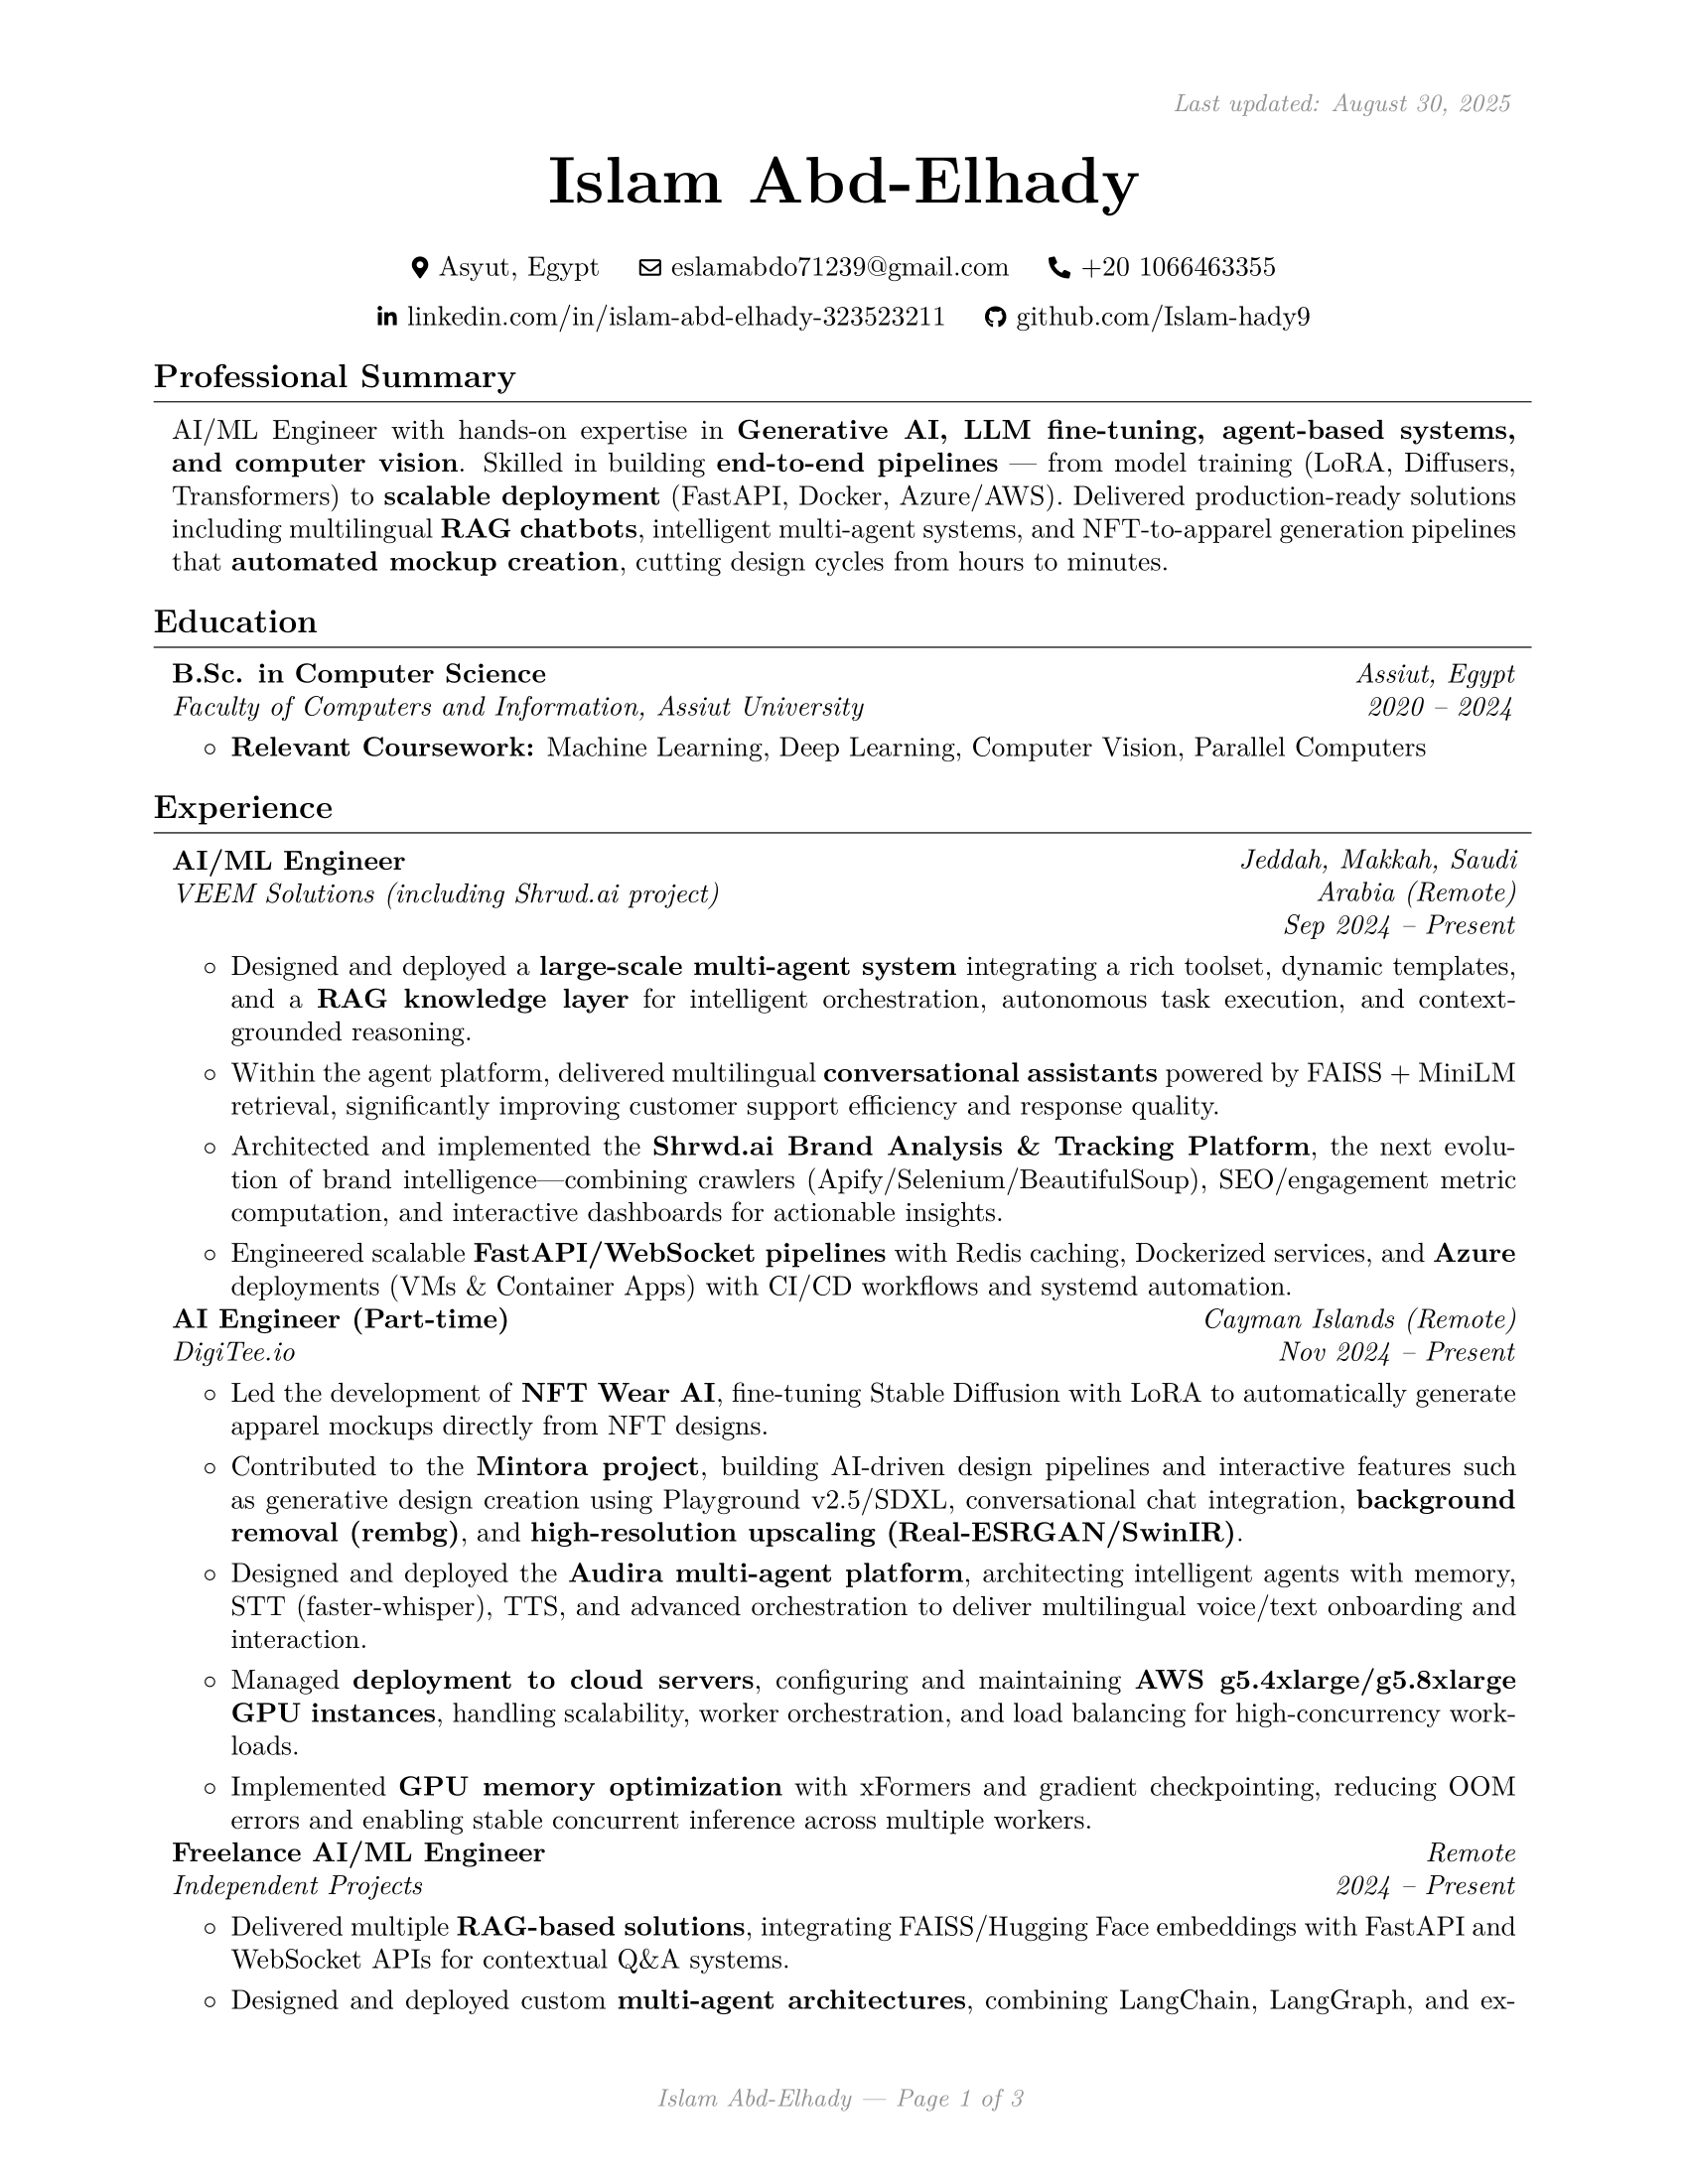 Last updated: August 30, 2025
Islam Abd-Elhady
Asyut, Egypt eslamabdo71239@gmail.com +20 1066463355
linkedin.com/in/islam-abd-elhady-323523211 github.com/Islam-hady9
Professional Summary
AI/ML Engineer with hands-on expertise in Generative AI, LLM fine-tuning, agent-based systems,
and computer vision. Skilled in building end-to-end pipelines — from model training (LoRA, Diffusers,
Transformers) to scalable deployment (FastAPI, Docker, Azure/AWS). Delivered production-ready solutions
including multilingual RAG chatbots, intelligent multi-agent systems, and NFT-to-apparel generation pipelines
that automated mockup creation, cutting design cycles from hours to minutes.
Education
B.Sc. in Computer Science Assiut, Egypt
Faculty of Computers and Information, Assiut University 2020 – 2024
◦ Relevant Coursework: Machine Learning, Deep Learning, Computer Vision, Parallel Computers
Experience
AI/ML Engineer Jeddah, Makkah, Saudi
VEEM Solutions (including Shrwd.ai project) Arabia (Remote)
Sep 2024 – Present
◦ Designed and deployed a large-scale multi-agent system integrating a rich toolset, dynamic templates,
and a RAG knowledge layer for intelligent orchestration, autonomous task execution, and context-
grounded reasoning.
◦ Within the agent platform, delivered multilingual conversational assistants powered by FAISS + MiniLM
retrieval, significantly improving customer support efficiency and response quality.
◦ Architected and implemented the Shrwd.ai Brand Analysis & Tracking Platform, the next evolu-
tion of brand intelligence—combining crawlers (Apify/Selenium/BeautifulSoup), SEO/engagement metric
computation, and interactive dashboards for actionable insights.
◦ Engineered scalable FastAPI/WebSocket pipelines with Redis caching, Dockerized services, and Azure
deployments (VMs & Container Apps) with CI/CD workflows and systemd automation.
AI Engineer (Part-time) Cayman Islands (Remote)
DigiTee.io Nov 2024 – Present
◦ Led the development of NFT Wear AI, fine-tuning Stable Diffusion with LoRA to automatically generate
apparel mockups directly from NFT designs.
◦ Contributed to the Mintora project, building AI-driven design pipelines and interactive features such
as generative design creation using Playground v2.5/SDXL, conversational chat integration, background
removal (rembg), and high-resolution upscaling (Real-ESRGAN/SwinIR).
◦ Designed and deployed the Audira multi-agent platform, architecting intelligent agents with memory,
STT (faster-whisper), TTS, and advanced orchestration to deliver multilingual voice/text onboarding and
interaction.
◦ Managed deployment to cloud servers, configuring and maintaining AWS g5.4xlarge/g5.8xlarge
GPU instances, handling scalability, worker orchestration, and load balancing for high-concurrency work-
loads.
◦ Implemented GPU memory optimization with xFormers and gradient checkpointing, reducing OOM
errors and enabling stable concurrent inference across multiple workers.
Freelance AI/ML Engineer Remote
Independent Projects 2024 – Present
◦ Delivered multiple RAG-based solutions, integrating FAISS/Hugging Face embeddings with FastAPI and
WebSocket APIs for contextual Q&A systems.
◦ Designed and deployed custom multi-agent architectures, combining LangChain, LangGraph, and ex-
Islam Abd-Elhady — Page 1 of 3